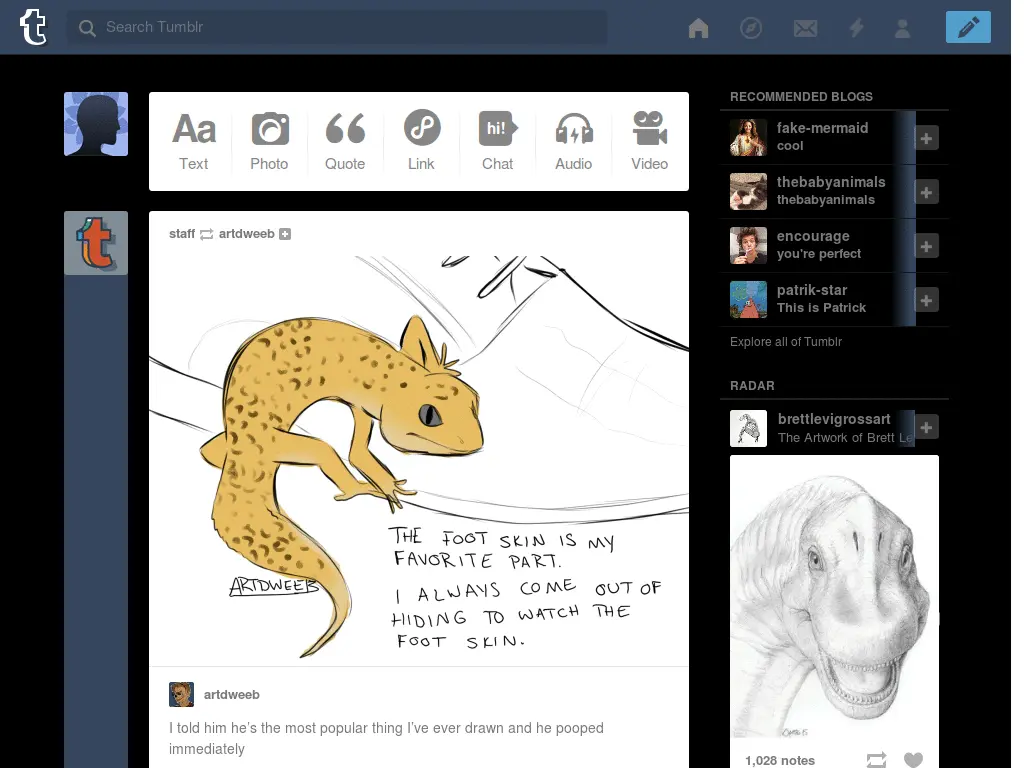 t
Search Tumblr
Aa
Text
Photo
Quote
Link
hi!
Chat
Audio
Video
t
staff artdweeb
THE FOOT SKIN IS MY
FAVORITE PART.
I ALWAYS COME OUT OF
HIDING TO WATCH THE
FOOT SKIN.
ARTDWEEB
artdweeb
I told him he's the most popular thing I've ever drawn and he pooped
immediately
RECOMMENDED BLOGS
fake-mermaid
cool
thebabyanimals
thebabyanimals
encourage
you're perfect
patrik-star
This is Patrick
Explore all of Tumblr
RADAR
brettlevigrossart
The Artwork of Brett Le
1,028 notes